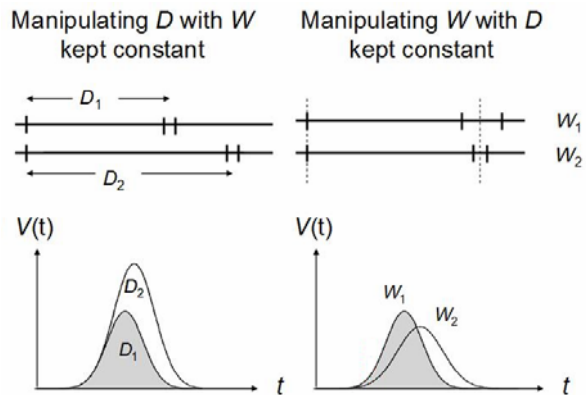 Manipulating D with W
kept constant
Manipulating W with D
kept constant
D1
D2
W1
W2
V(t)
D2
D1
t
V(t)
W1
W2
t